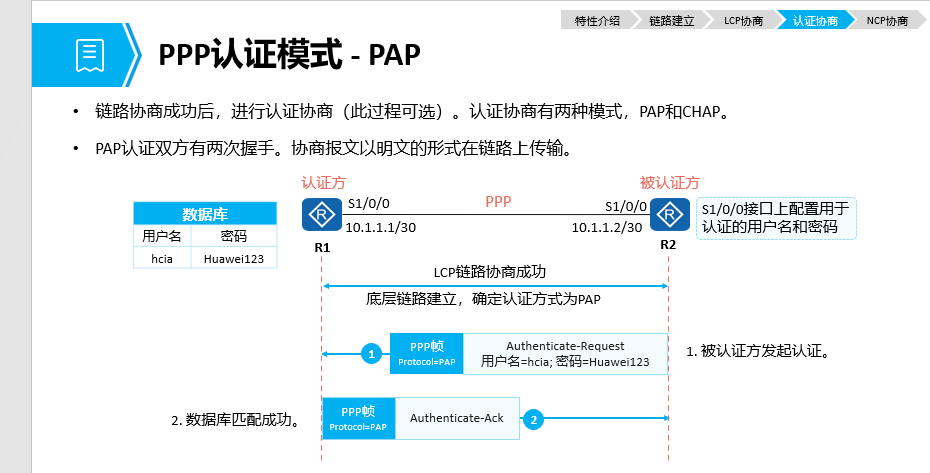 特性介绍 链路建立 LCP协商 认证协商 NCP协商
PPP认证模式 - PAP
• 链路协商成功后，进行认证协商（此过程可选）。认证协商有两种模式，PAP和CHAP。
• PAP认证双方有两次握手。协商报文以明文的形式在链路上传输。
认证方
被认证方
数据库
用户名 密码
hcia Huawei123
S1/0/0
PPP
S1/0/0
10.1.1.1/30
10.1.1.2/30
R
R
R1
R2
S1/0/0接口上配置用于
认证的用户名和密码
LCP链路协商成功
底层链路建立，确定认证方式为PAP
1
PPP帧
Protocol=PAP
Authenticate-Request
用户名=hcia; 密码=Huawei123
1. 被认证方发起认证。
2. 数据库匹配成功。
PPP帧
Protocol=PAP
Authenticate-Ack
2